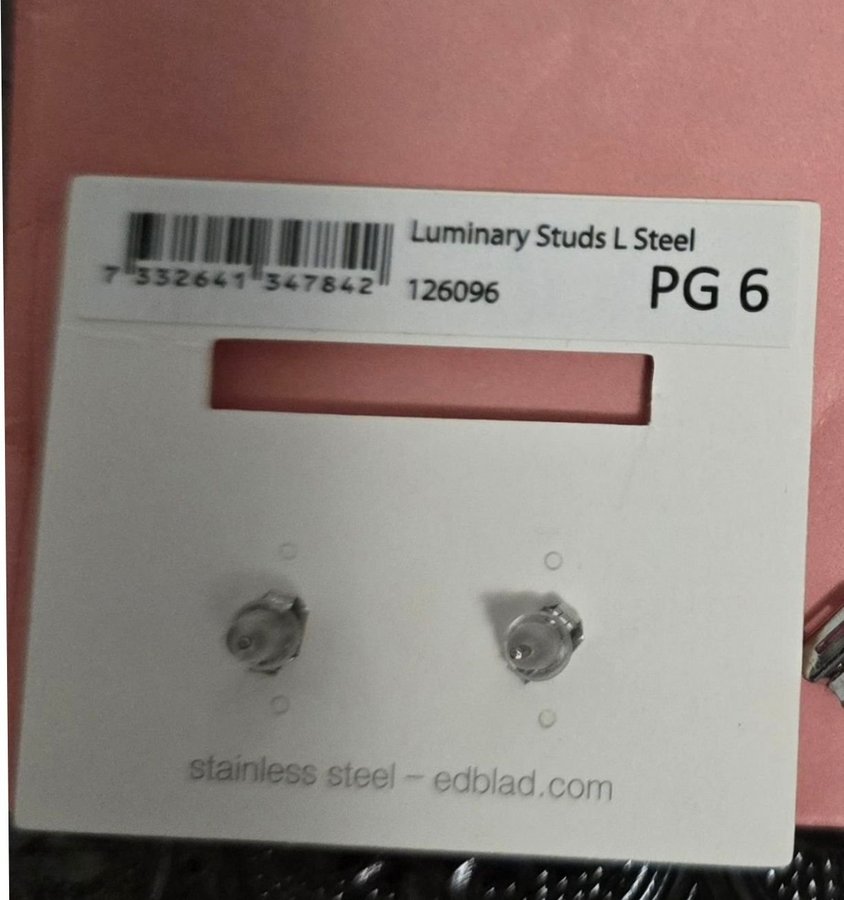 Luminary Studs L Steel
7 332641 347842
126096
PG 6
stainless steel – edblad.com